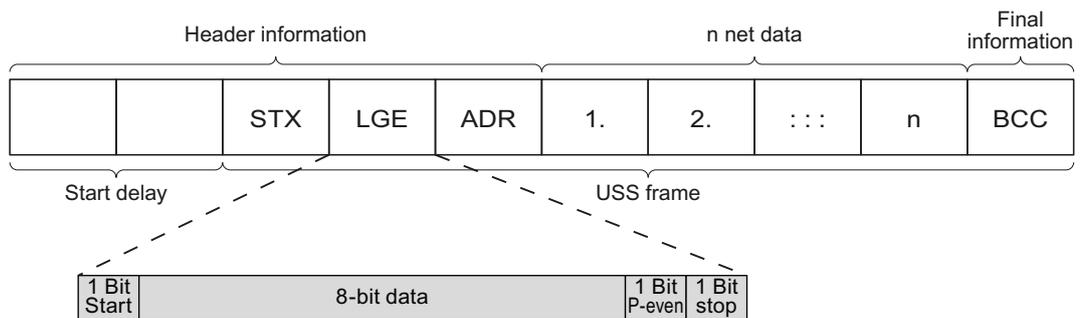 Header information
n net data
Final
information
STX LGE ADR 1. 2. : : : n BCC
Start delay
USS frame
1 Bit
Start
8-bit data
1 Bit
P-even
1 Bit
stop